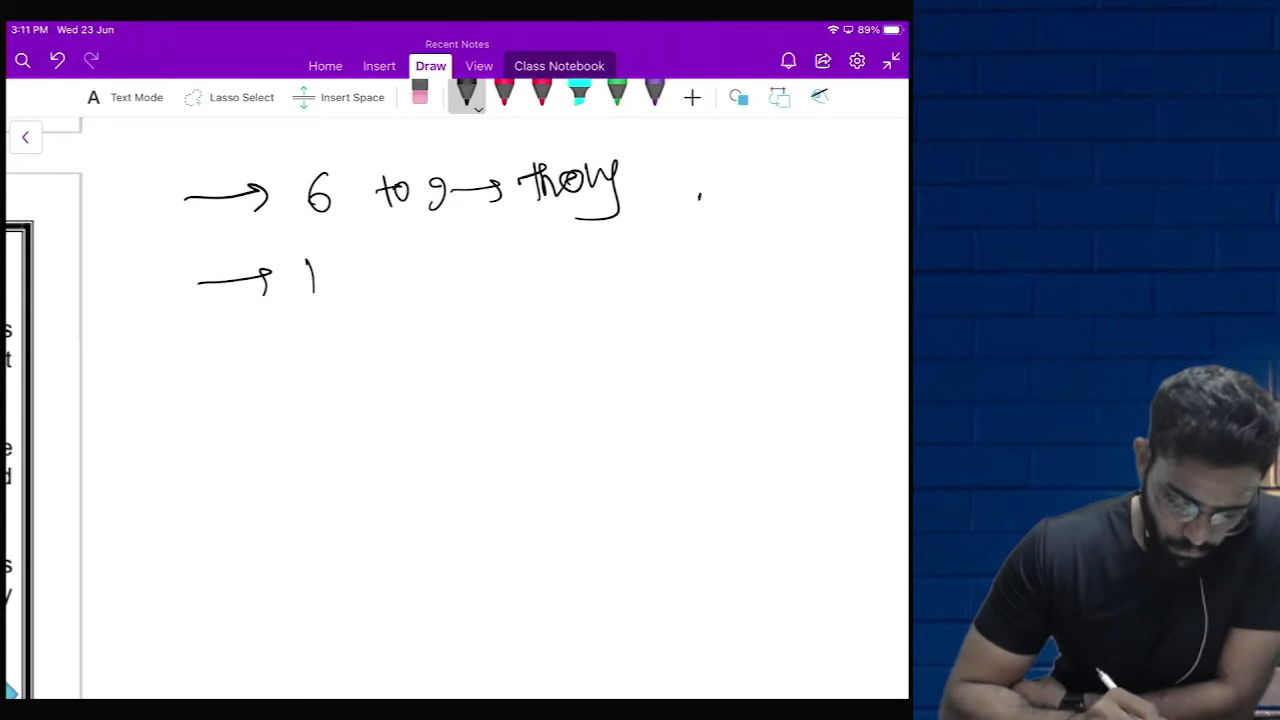 3:11 PM Wed 23 Jun 89%
Recent Notes
Home Insert Draw View Class Notebook
A Text Mode Lasso Select Insert Space
→ 6 to 9 →
→ 1
s
t
e
d
s
y